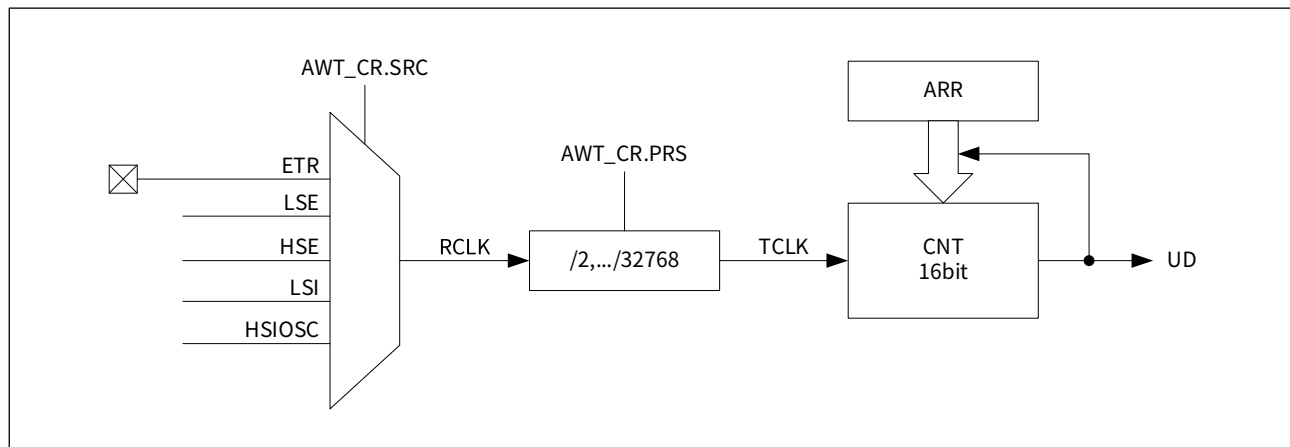 AWT_CR.SRC
ARR
ETR
AWT_CR.PRS
LSE
HSE
RCLK
/2,.../32768
TCLK
CNT
16bit
UD
LSI
HSIOSC